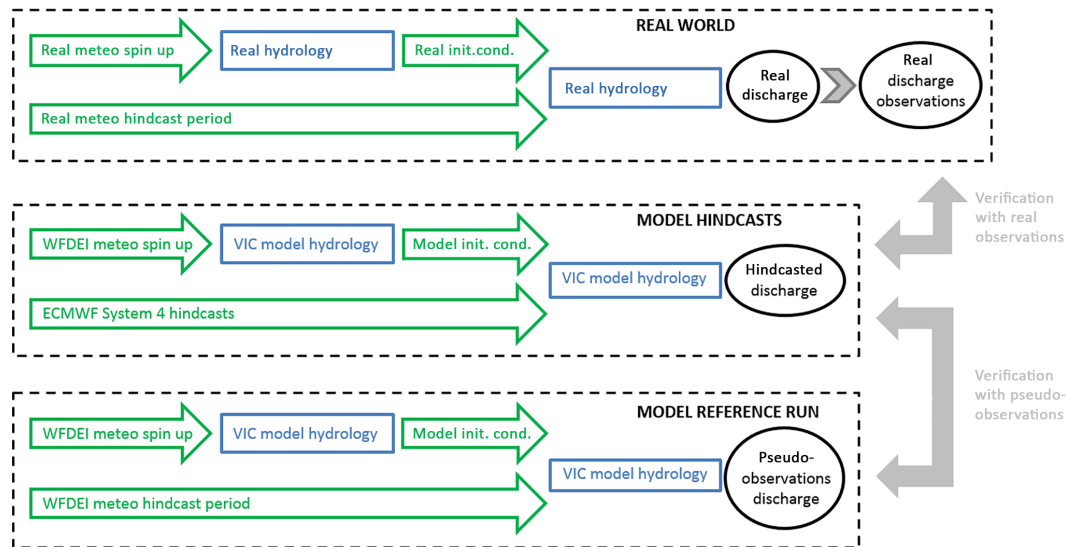 REAL WORLD
Real meteo spin up
Real hydrology
Real init.cond.
Real hydrology
Real
discharge
Real
discharge
observations
Real meteo hindcast period
Verification
with real
observations
MODEL HINDCASTS
WFDEI meteo spin up
VIC model hydrology
Model init. cond.
VIC model hydrology
Hindcasted
discharge
ECMWF System 4 hindcasts
Verification
with pseudo-
observations
MODEL REFERENCE RUN
WFDEI meteo spin up
VIC model hydrology
Model init. cond.
VIC model hydrology
Pseudo-
observations
discharge
WFDEI meteo hindcast period